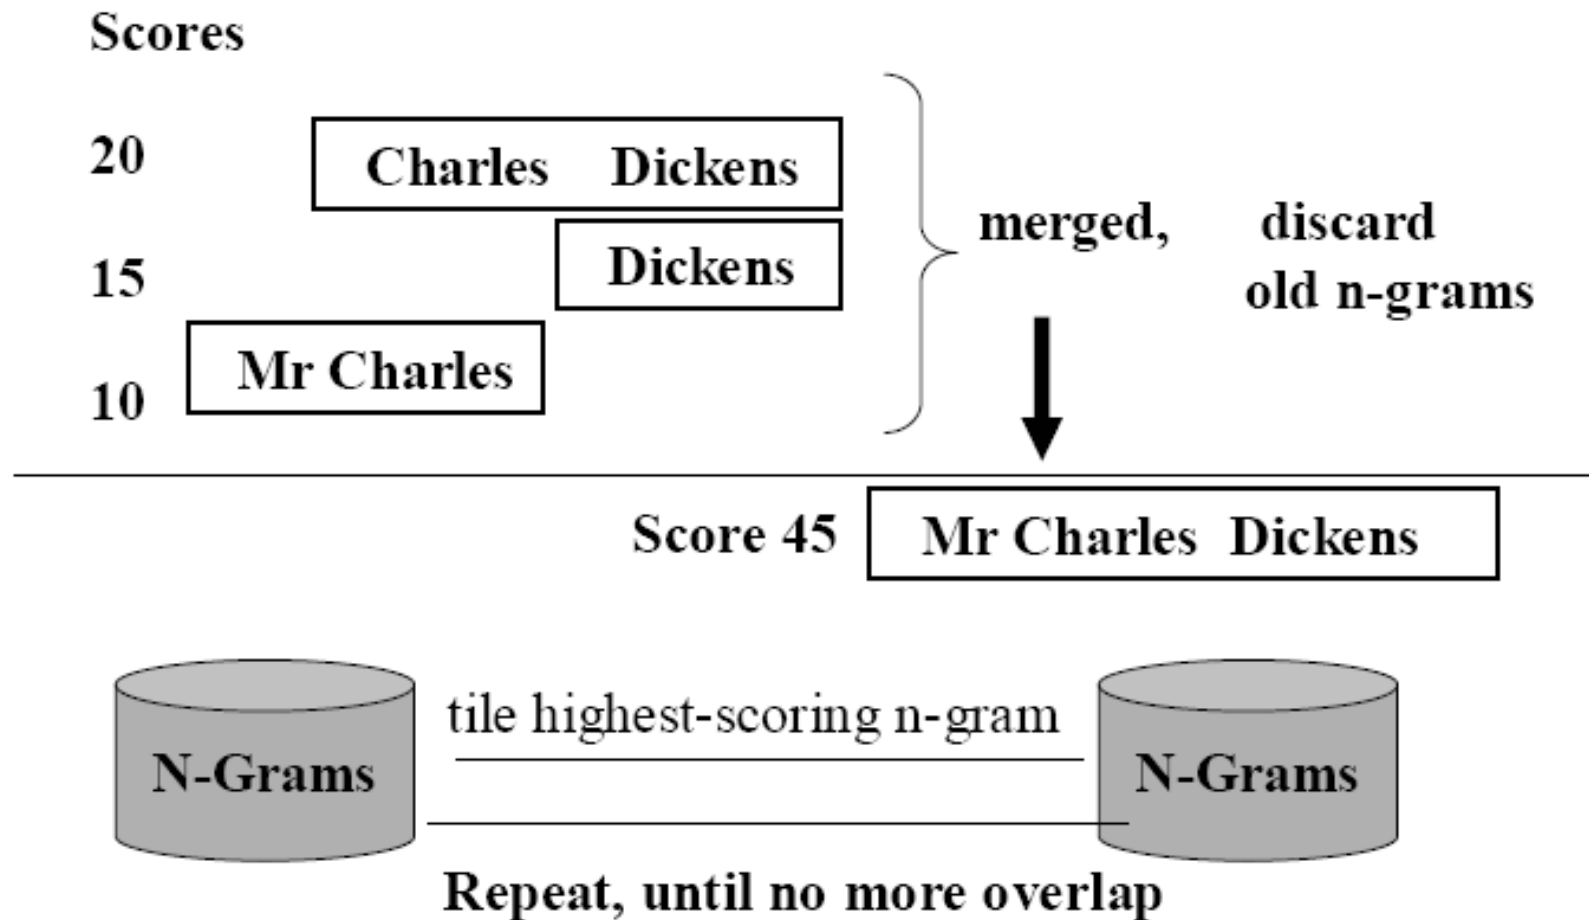 Scores
20
Charles Dickens
15
Dickens
10
Mr Charles
merged, discard
old n-grams
Score 45
Mr Charles Dickens
N-Grams
tile highest-scoring n-gram
N-Grams
Repeat, until no more overlap